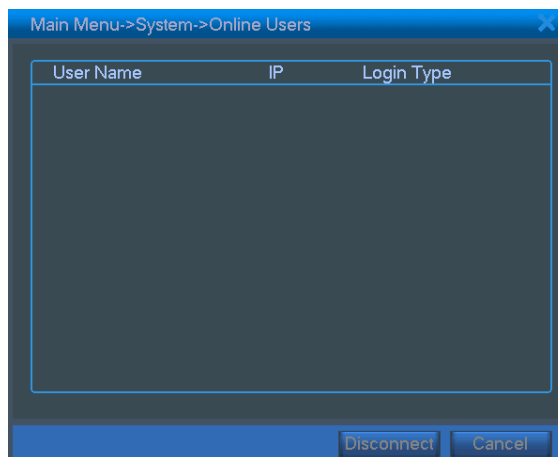 Main Menu->System->Online Users
User Name IP Login Type
Disconnect Cancel